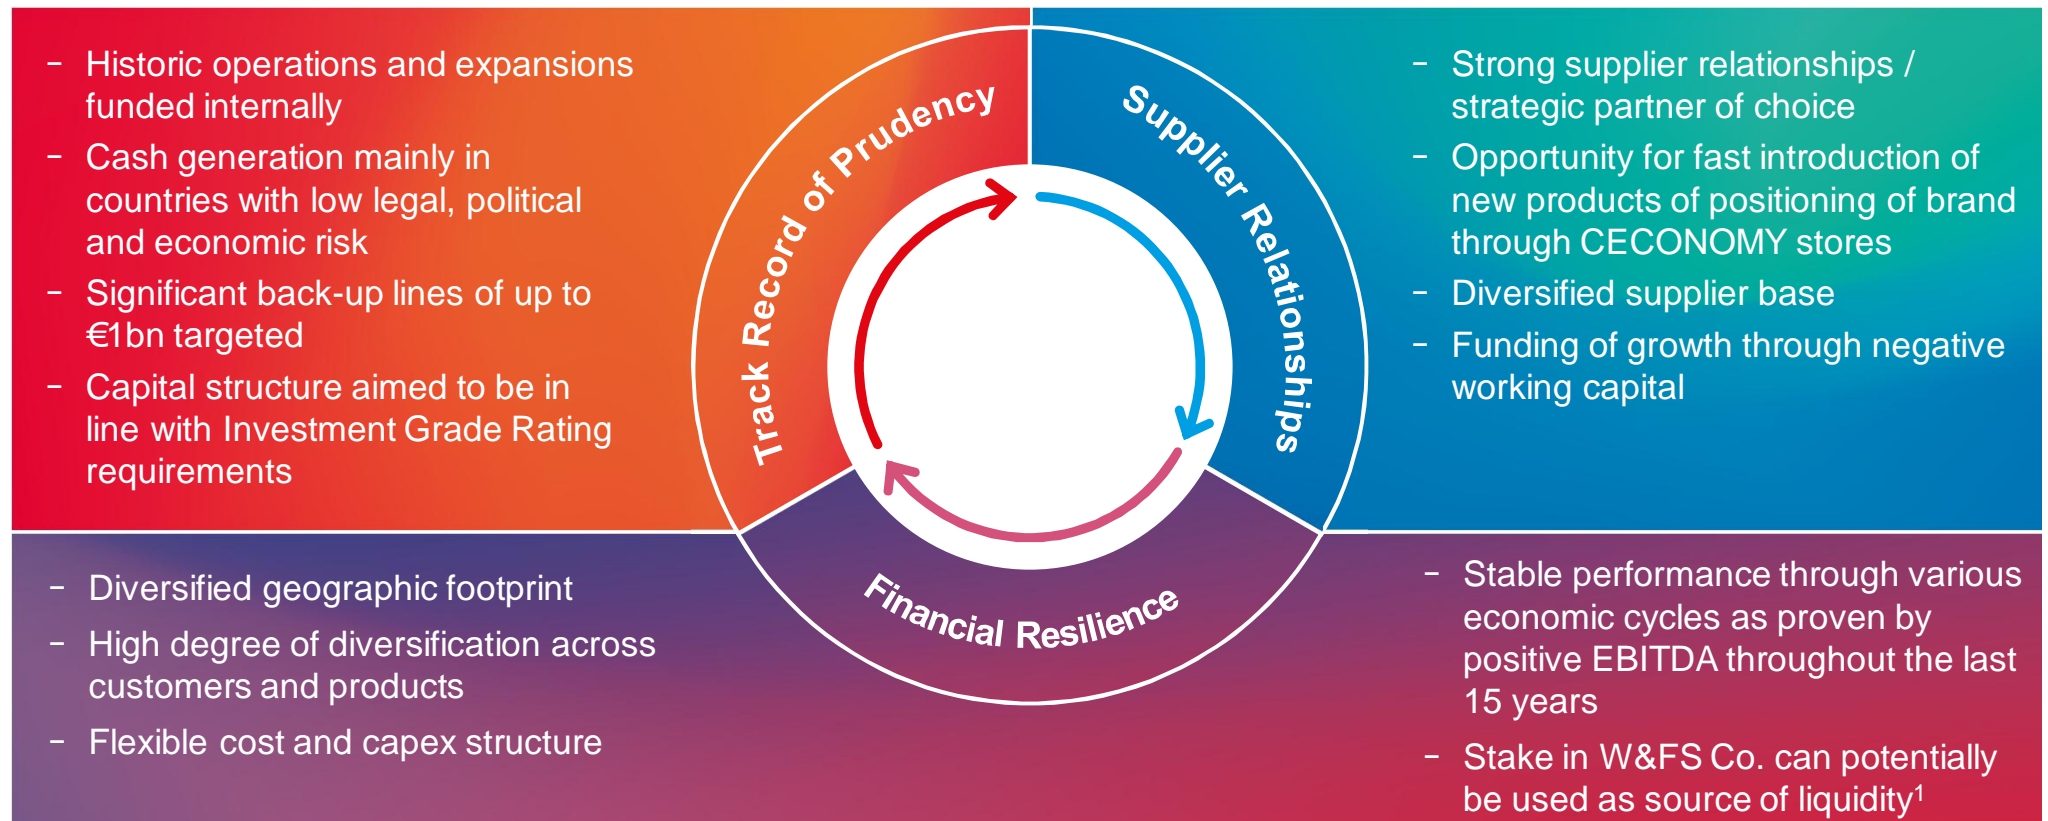 - Historic operations and expansions
funded internally
- Cash generation mainly in
countries with low legal, political
and economic risk
- Significant back-up lines of up to
€1bn targeted
- Capital structure aimed to be in
line with Investment Grade Rating
requirements
Track Record of Prudency
Supplier Relationships
- Strong supplier relationships /
strategic partner of choice
- Opportunity for fast introduction of
new products of positioning of brand
through CECONOMY stores
- Diversified supplier base
- Funding of growth through negative
working capital
- Diversified geographic footprint
- High degree of diversification across
customers and products
- Flexible cost and capex structure
Financial Resilience
- Stable performance through various
economic cycles as proven by
positive EBITDA throughout the last
15 years
- Stake in W&FS Co. can potentially
be used as source of liquidity¹